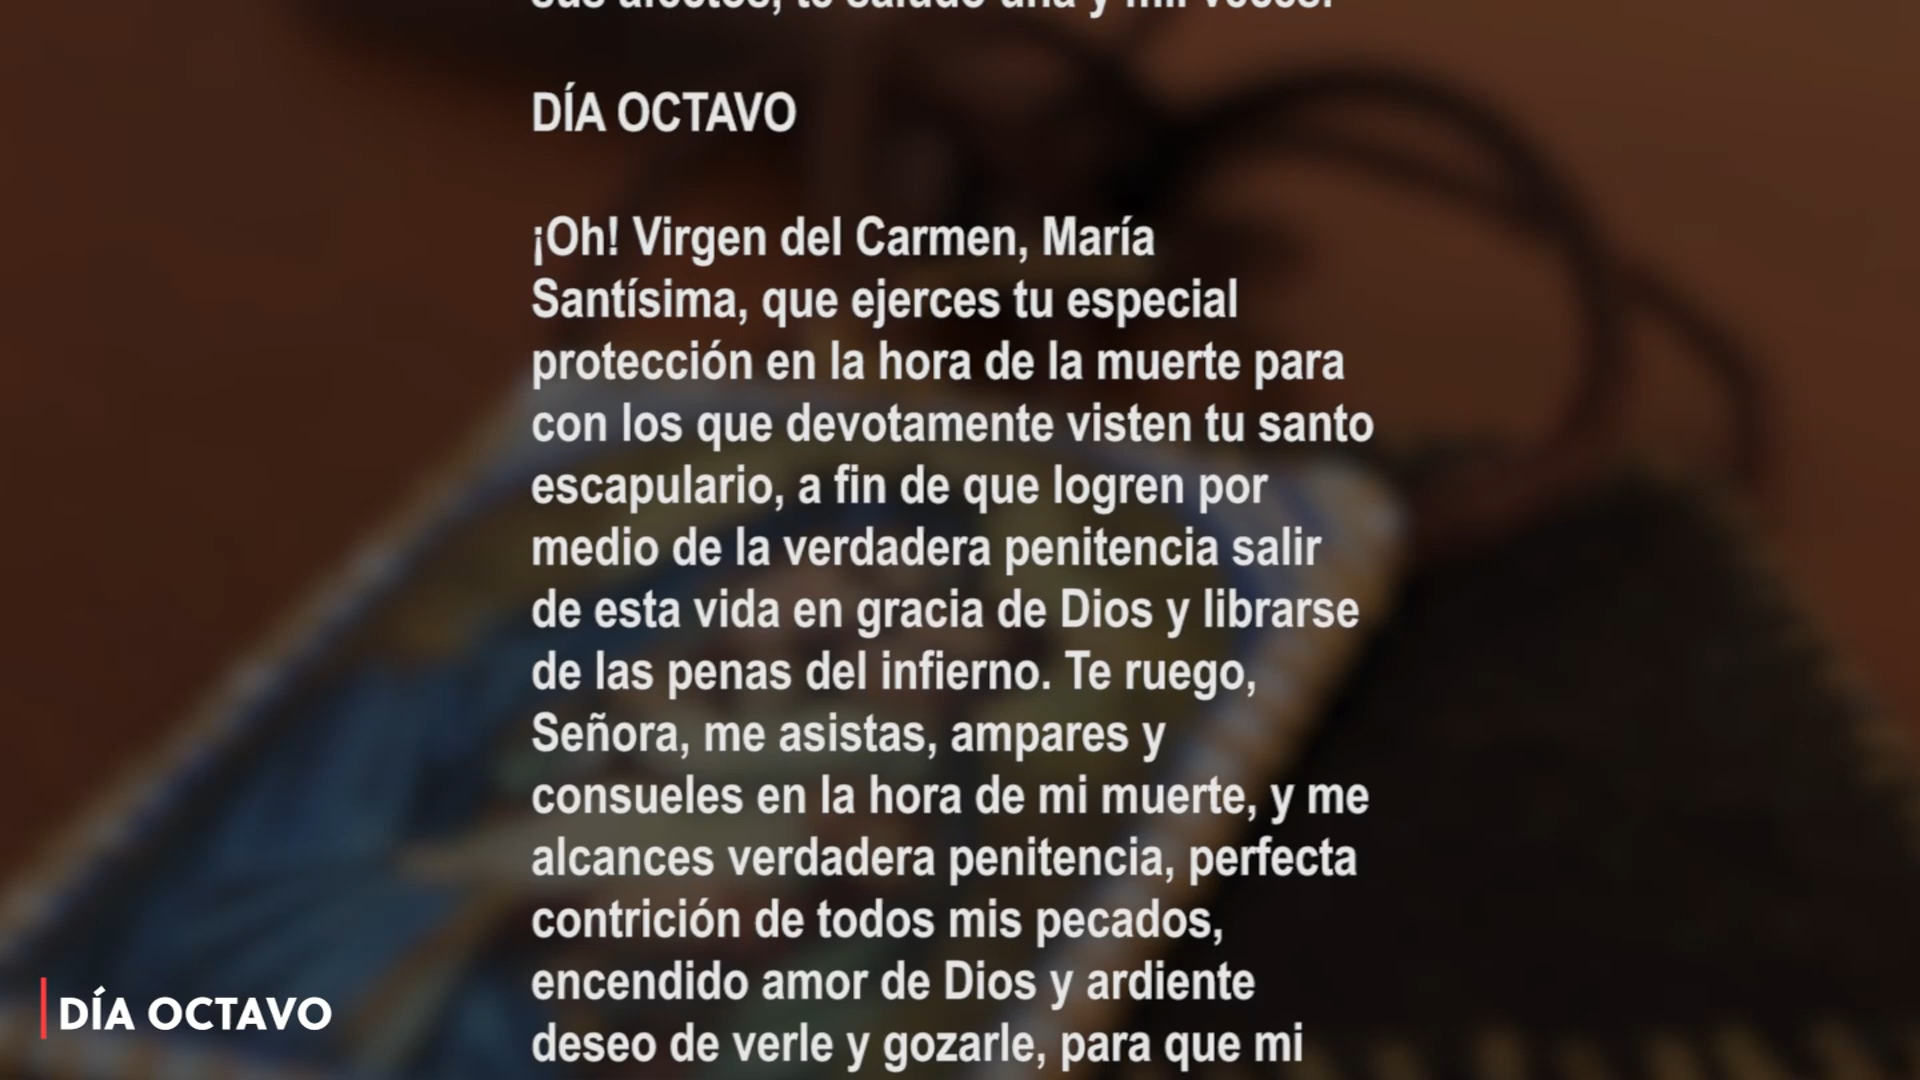 DÍA OCTAVO
¡Oh! Virgen del Carmen, María
Santísima, que ejerces tu especial
protección en la hora de la muerte para
con los que devotamente visten tu santo
escapulario, a fin de que logren por
medio de la verdadera penitencia salir
de esta vida en gracia de Dios y librarse
de las penas del infierno. Te ruego,
Señora, me asistas, ampares y
consueles en la hora de mi muerte, y me
alcances verdadera penitencia, perfecta
contrición de todos mis pecados,
encendido amor de Dios y ardiente
deseo de verle y gozarle, para que mi
DÍA OCTAVO